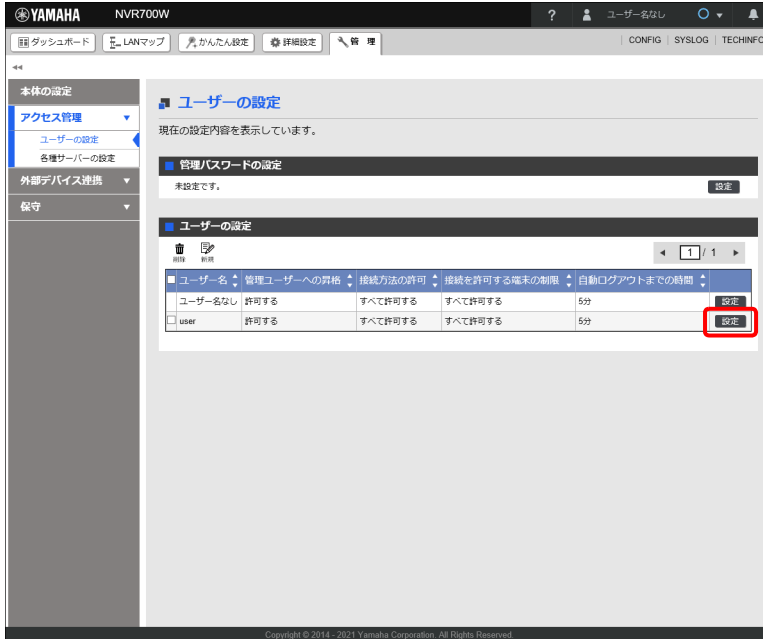 YAMAHA NVR700W ? ユーザー名なし
ダッシュボード LANマップ かんたん設定 詳細設定 管 理 CONFIG SYSLOG TECHINFO
本体の設定
アクセス管理
ユーザーの設定
各種サーバーの設定
外部デバイス連携
保守
ユーザーの設定
現在の設定内容を表示しています。
管理パスワードの設定
未設定です。 設定
ユーザーの設定
削除 新規 1 / 1
ユーザー名 管理ユーザーへの昇格 接続方法の許可 接続を許可する端末の制限 自動ログアウトまでの時間
ユーザー名なし 許可する すべて許可する すべて許可する 5分 設定
user 許可する すべて許可する すべて許可する 5分 設定
Copyright © 2014 - 2021 Yamaha Corporation. All Rights Reserved.